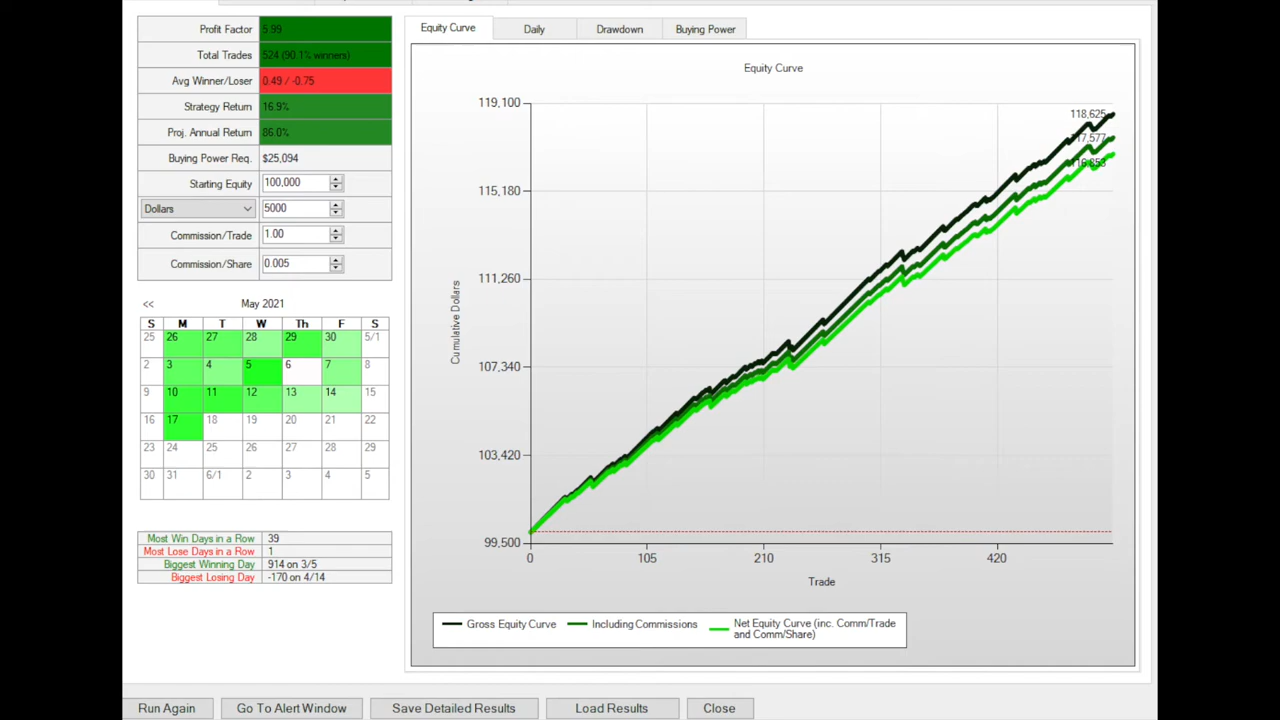 Profit Factor 5.99
Total Trades 524 (90.1% winners)
Avg Winner/Loser 0.49 / -0.75
Strategy Return 16.9%
Proj. Annual Return 86.0%
Buying Power Req. $25,094
Starting Equity 100,000
Dollars 5000
Commission/Trade 1.00
Commission/Share 0.005
<< May 2021
S M T W Th F S
25 26 27 28 29 30 5/1
2 3 4 5 6 7 8
9 10 11 12 13 14 15
16 17 18 19 20 21 22
23 24 25 26 27 28 29
30 31 6/1 2 3 4 5
Most Win Days in a Row 39
Most Lose Days in a Row 1
Biggest Winning Day 914 on 3/5
Biggest Losing Day -170 on 4/14
Equity Curve Daily Drawdown Buying Power
Equity Curve
119,100
115,180
111,260
107,340
103,420
99,500
Cumulative Dollars
118,625
117,577
116,853
0 105 210 315 420
Trade
Gross Equity Curve Including Commissions Net Equity Curve (inc. Comm/Trade
and Comm/Share)
Run Again Go To Alert Window Save Detailed Results Load Results Close